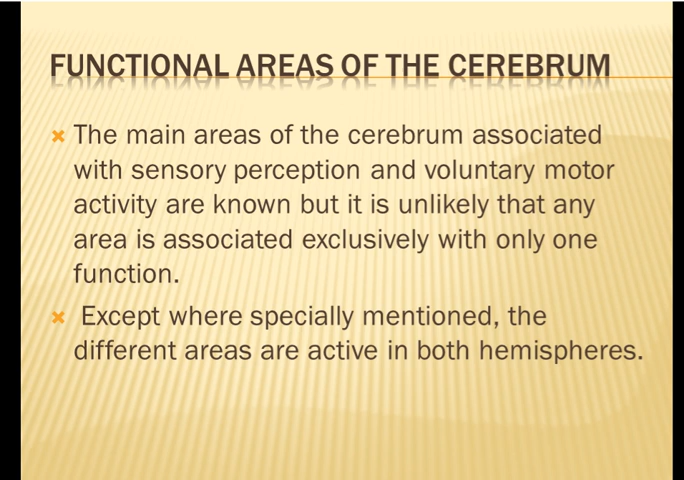 FUNCTIONAL AREAS OF THE CEREBRUM
The main areas of the cerebrum associated
with sensory perception and voluntary motor
activity are known but it is unlikely that any
area is associated exclusively with only one
function.
Except where specially mentioned, the
different areas are active in both hemispheres.